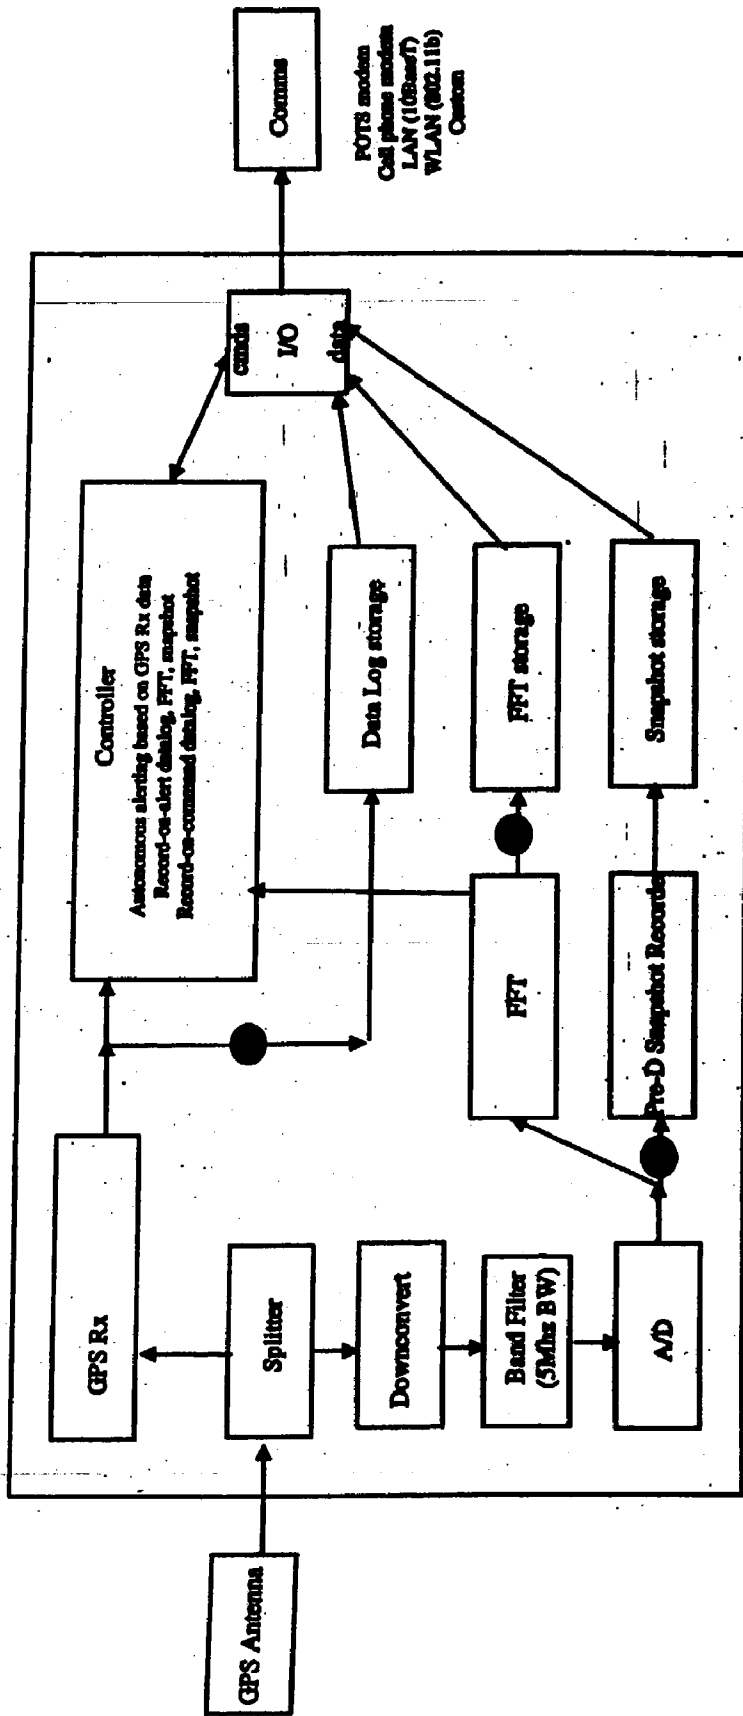 GPS Antenna
GPS Rx
Splitter
Downconvert
Band Filter
(5Mhz BW)
A/D
Controller
Autonomous alerting based on GPS Rx data
Record-on-alert datalog, FFT, snapshot
Record-on-command datalog, FFT, snapshot
FFT
Pre-D Snapshot Recorder
Data Log storage
FFT storage
Snapshot storage
cmds
I/O
data
Comms
POTS modem
Cell phone modem
LAN (10BaseT)
WLAN (802.11b)
Custom